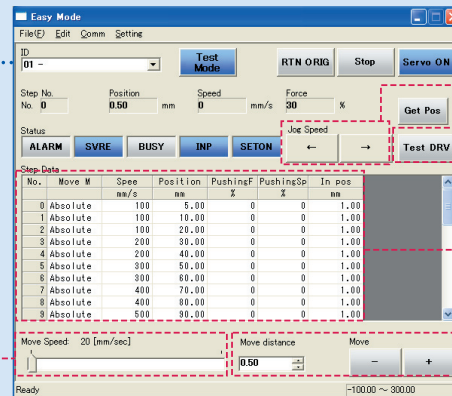 Easy Mode
File(F) Edit Comm Setting
ID
01 -
Test Mode
RTN ORIG Stop Servo ON
Step No. Position Speed Force
No. 0 0.50 mm 0 mm/s 30 %
Get Pos
Status Jog Speed
ALARM SVRE BUSY INP SETON ← → Test DRV
Step Data
No. Move M Spee Position PushingF PushingSp In pos
mm/s mm % % mm
0 Absolute 100 5.00 0 0 1.00
1 Absolute 100 10.00 0 0 1.00
2 Absolute 100 20.00 0 0 1.00
3 Absolute 200 30.00 0 0 1.00
4 Absolute 200 40.00 0 0 1.00
5 Absolute 300 50.00 0 0 1.00
6 Absolute 300 60.00 0 0 1.00
7 Absolute 400 70.00 0 0 1.00
8 Absolute 400 80.00 0 0 1.00
9 Absolute 500 90.00 0 0 1.00
Move Speed: 20 [mm/sec] Move distance Move
0.50 - +
Ready -100.00 ~ 300.00